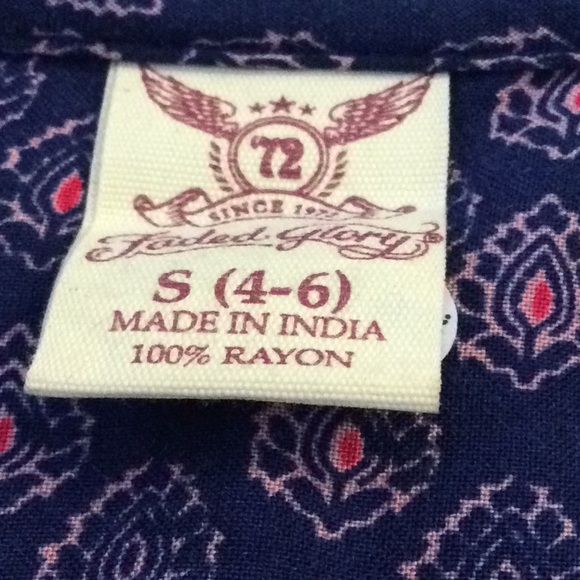 '72
SINCE 1972
Faded Glory®
S (4-6)
MADE IN INDIA
100% RAYON